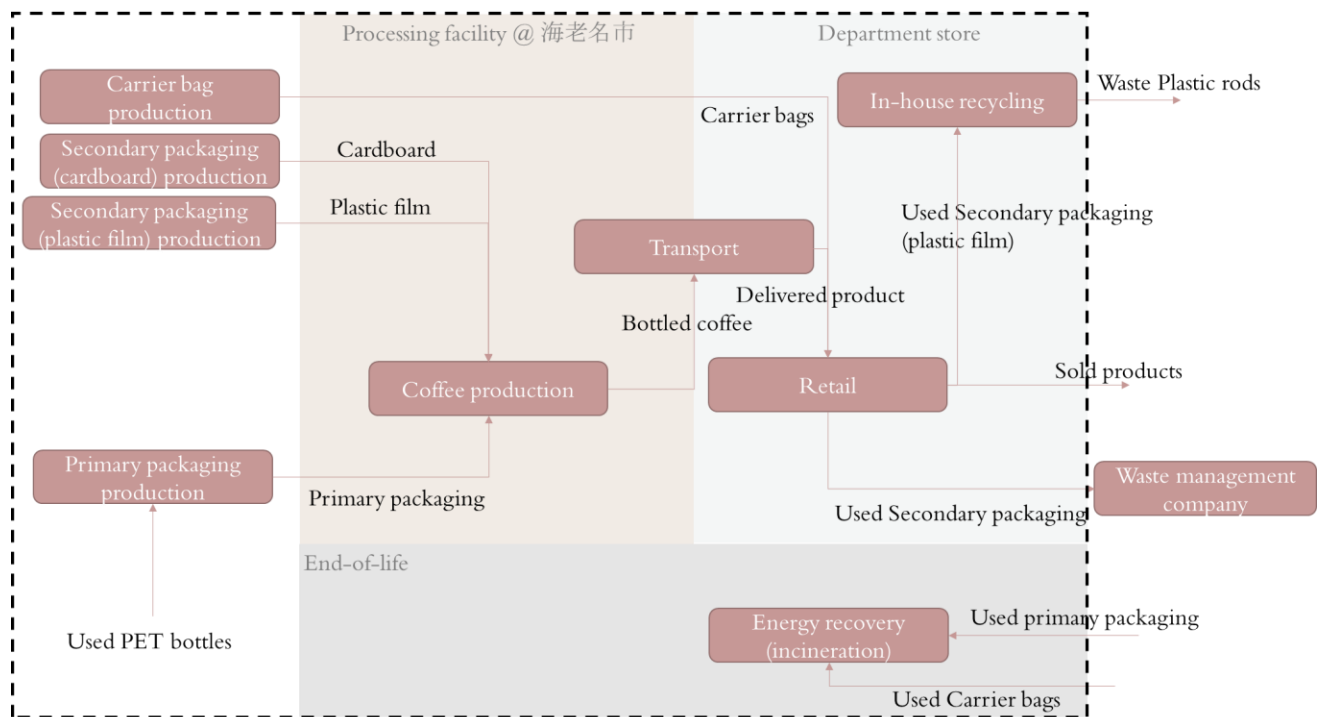 Processing facility @ 海老名市
Department store
Carrier bag
production
Carrier bags
In-house recycling
Waste Plastic rods
Secondary packaging
(cardboard) production
Cardboard
Secondary packaging
(plastic film) production
Plastic film
Used Secondary packaging
(plastic film)
Transport
Delivered product
Bottled coffee
Coffee production
Retail
Sold products
Primary packaging
production
Primary packaging
Waste management
company
Used Secondary packaging
End-of-life
Used PET bottles
Energy recovery
(incineration)
Used primary packaging
Used Carrier bags